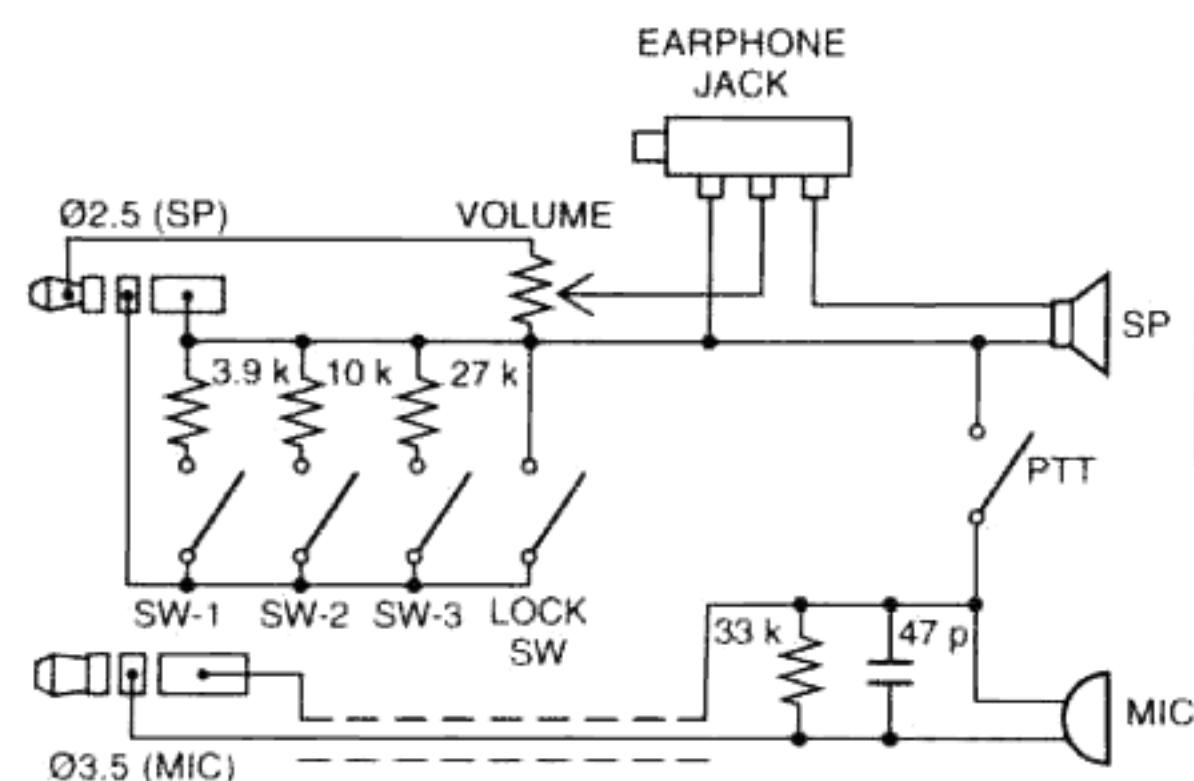 EARPHONE
JACK
Ø2.5 (SP)
VOLUME
SP
3.9 k
10 k
27 k
PTT
SW-1
SW-2
SW-3
LOCK
SW
33 k
47 p
MIC
Ø3.5 (MIC)